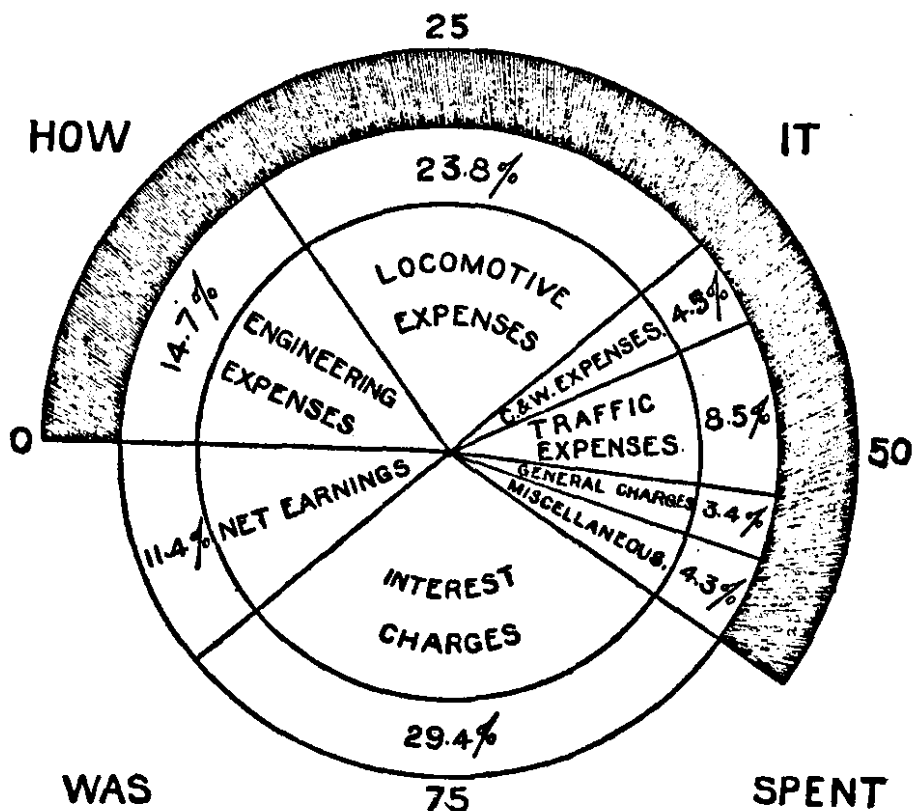 25
HOW
IT
23.8%
LOCOMOTIVE
EXPENSES
14.7%
ENGINEERING
EXPENSES
4.5%
C.&W. EXPENSES.
8.5%
TRAFFIC
EXPENSES.
0
50
GENERAL CHARGES
3.4%
MISCELLANEOUS.
4.3%
NET EARNINGS
11.4%
INTEREST
CHARGES
29.4%
WAS
75
SPENT